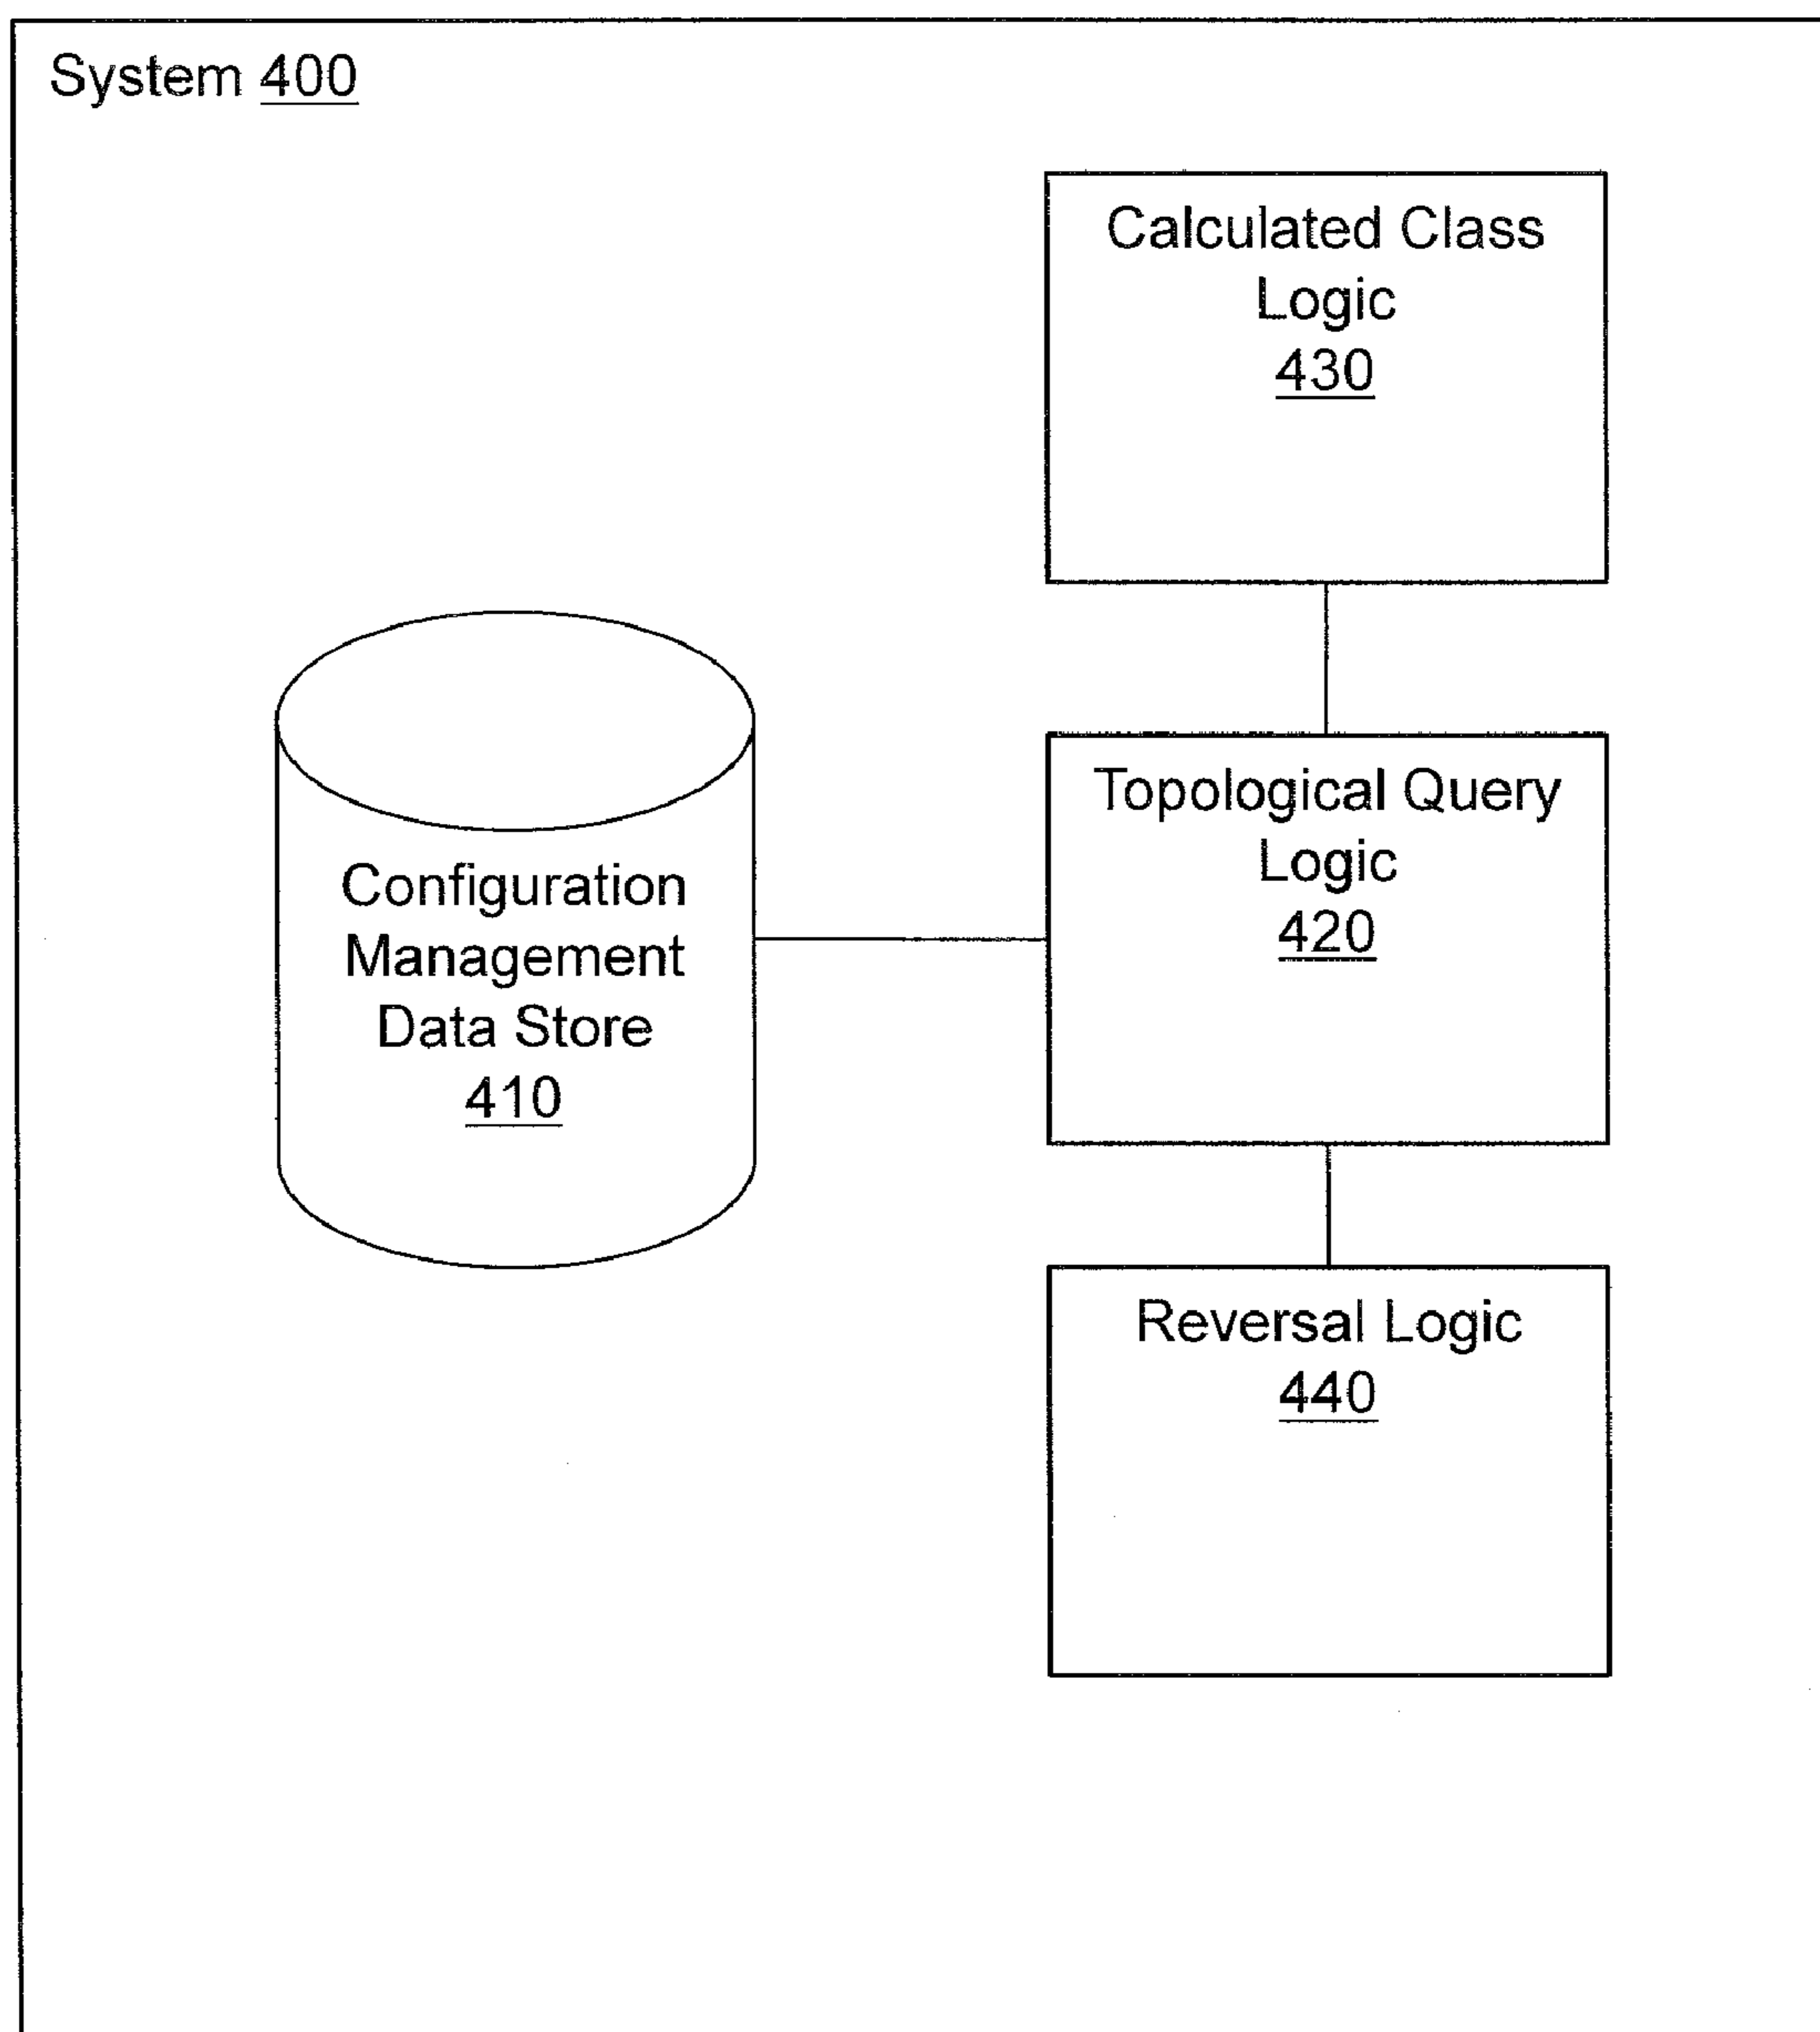 System 400
Calculated Class
Logic
430
Configuration
Management
Data Store
410
Topological Query
Logic
420
Reversal Logic
440